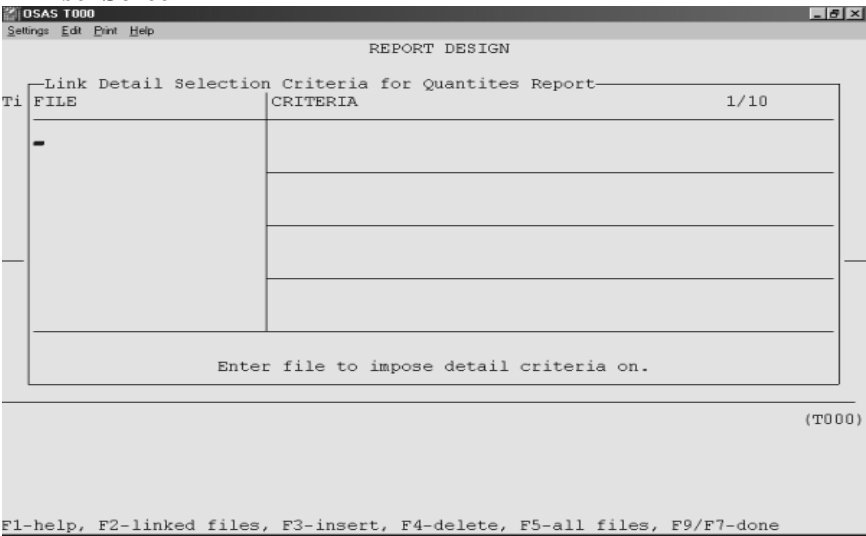 OSAS T000
Settings Edit Print Help
REPORT DESIGN
Link Detail Selection Criteria for Quantites Report
Ti FILE CRITERIA 1/10
Enter file to impose detail criteria on.
(T000)
F1-help, F2-linked files, F3-insert, F4-delete, F5-all files, F9/F7-done